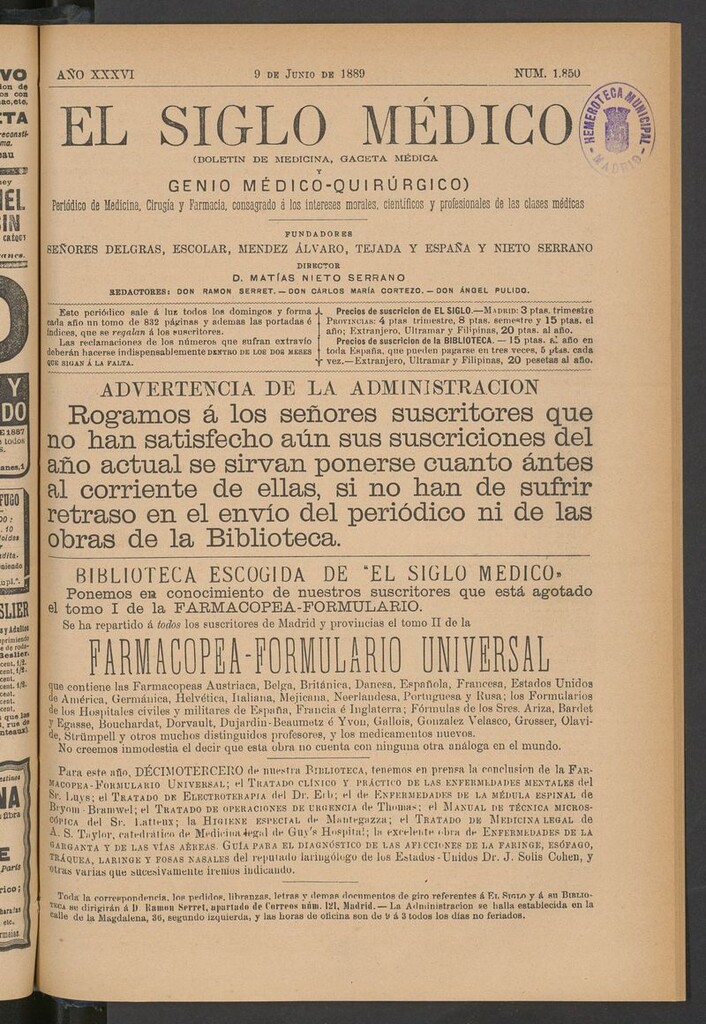 AÑO XXXVI 9 DE JUNIO DE 1889 NUM. 1.850
EL SIGLO MÉDICO
HEMEROTECA MUNICIPAL
MADRID
(BOLETIN DE MEDICINA, GACETA MÉDICA
Y
GENIO MÉDICO-QUIRÚRGICO)
Periódico de Medicina, Cirugía y Farmacia, consagrado á los intereses morales, científicos y profesionales de las clases médicas
FUNDADORES
SEÑORES DELGRAS, ESCOLAR, MENDEZ ÁLVARO, TEJADA Y ESPAÑA Y NIETO SERRANO
DIRECTOR
D. MATÍAS NIETO SERRANO
REDACTORES: DON RAMON SERRET.—DON CÁRLOS MARÍA CORTEZO.—DON ÁNGEL PULIDO.
Este periódico sale á luz todos los domingos y forma
cada año un tomo de 832 páginas y ademas las portadas é
índices, que se regalan á los suscritores.
Las reclamaciones de los números que sufran extravío
deberán hacerse indispensablemente DENTRO DE LOS DOS MESES
QUE SIGAN Á LA FALTA.
Precios de suscricion de EL SIGLO.—MADRID: 3 ptas. trimestre
PROVINCIAS: 4 ptas trimestre, 8 ptas. semestre y 15 ptas. el
año; Extranjero, Ultramar y Filipinas, 20 ptas. al año.
Precios de suscricion de la BIBLIOTECA. — 15 ptas. al año en
toda España, que pueden pagarse en tres veces, 5 ptas. cada
vez.—Extranjero, Ultramar y Filipinas, 20 pesetas al año.
ADVERTENCIA DE LA ADMINISTRACION
Rogamos á los señores suscritores que
no han satisfecho aún sus suscriciones del
año actual se sirvan ponerse cuanto ántes
al corriente de ellas, si no han de sufrir
retraso en el envío del periódico ni de las
obras de la Biblioteca.
BIBLIOTECA ESCOGIDA DE "EL SIGLO MEDICO"
Ponemos en conocimiento de nuestros suscritores que está agotado
el tomo I de la FARMACOPEA-FORMULARIO.
Se ha repartido á todos los suscritores de Madrid y provincias el tomo II de la
FARMACOPEA-FORMULARIO UNIVERSAL
que contiene las Farmacopeas Austriaca, Belga, Británica, Danesa, Española, Francesa, Estados Unidos
de América, Germánica, Helvética, Italiana, Mejicana, Neerlandesa, Portuguesa y Rusa; los Formularios
de los Hospitales civiles y militares de España, Francia é Inglaterra; Fórmulas de los Sres. Ariza, Bardet
y Egasse, Bouchardat, Dorvault, Dujardin-Beaumetz é Yvon, Gallois, Gonzalez Velasco, Grosser, Olavi-
de, Strümpell y otros muchos distinguidos profesores, y los medicamentos nuevos.
No creemos inmodestia el decir que esta obra no cuenta con ninguna otra análoga en el mundo.
Para este año, DÉCIMOTERCERO de nuestra BIBLIOTECA, tenemos en prensa la conclusion de la FAR-
MACOPEA-FORMULARIO UNIVERSAL; el TRATADO CLÍNICO Y PRÁCTICO DE LAS ENFERMEDADES MENTALES del
Sr. Luys; el TRATADO DE ELECTROTERAPIA del Dr. Erb; el de ENFERMEDADES DE LA MÉDULA ESPINAL de
Bryom Bramwel; el TRATADO DE OPERACIONES DE URGENCIA de Thomas; el MANUAL DE TÉCNICA MICROS-
CÓPICA del Sr. Latteux; la HIGIENE ESPECIAL de Mantegazza; el TRATADO DE MEDICINA LEGAL de
A. S. Taylor, catedrático de Medicina legal de Guy's Hospital; la excelente obra de ENFERMEDADES DE LA
GARGANTA Y DE LAS VÍAS AÉREAS. GUÍA PARA EL DIAGNÓSTICO DE LAS AFECCIONES DE LA FARINGE, ESÓFAGO,
TRÁQUEA, LARINGE Y FOSAS NASALES del reputado laringólogo de los Estados-Unidos Dr. J. Solis Cohen, y
otras varias que sucesivamente iremos indicando.
Toda la correspondencia, los pedidos, libranzas, letras y demas documentos de giro referentes á EL SIGLO y á su BIBLIO-
TECA se dirigirán á D. Ramon Serret, apartado de Correos núm. 121, Madrid.—La Administracion se halla establecida en la
calle de la Magdalena, 36, segundo izquierda, y las horas de oficina son de 9 á 3 todos los dias no feriados.